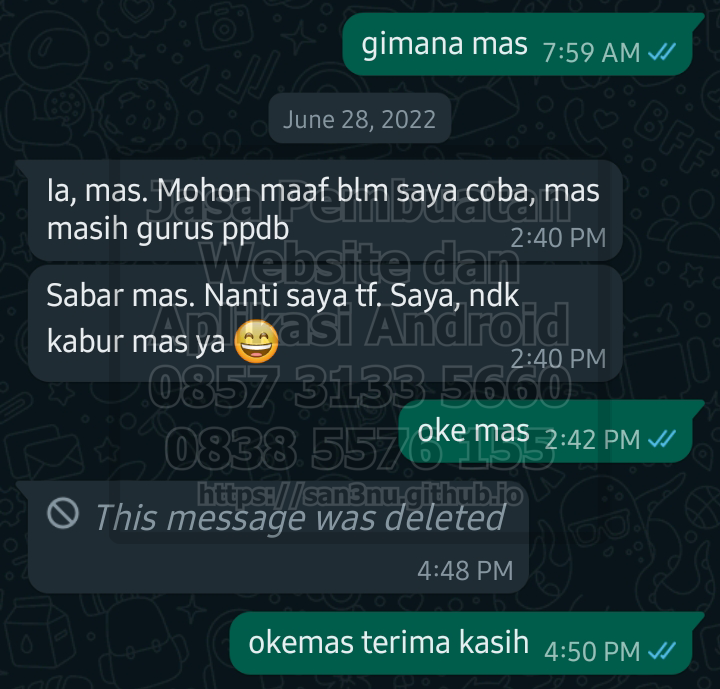 gimana mas 7:59 AM
June 28, 2022
Ia, mas. Mohon maaf blm saya coba, mas
masih gurus ppdb
2:40 PM
Sabar mas. Nanti saya tf. Saya, ndk
kabur mas ya 😄
2:40 PM
oke mas 2:42 PM
This message was deleted
4:48 PM
okemas terima kasih 4:50 PM
Jasa Pembuatan
Website dan
Aplikasi Android
0857 3133 5660
0838 5576 155
https://san3nu.github.io